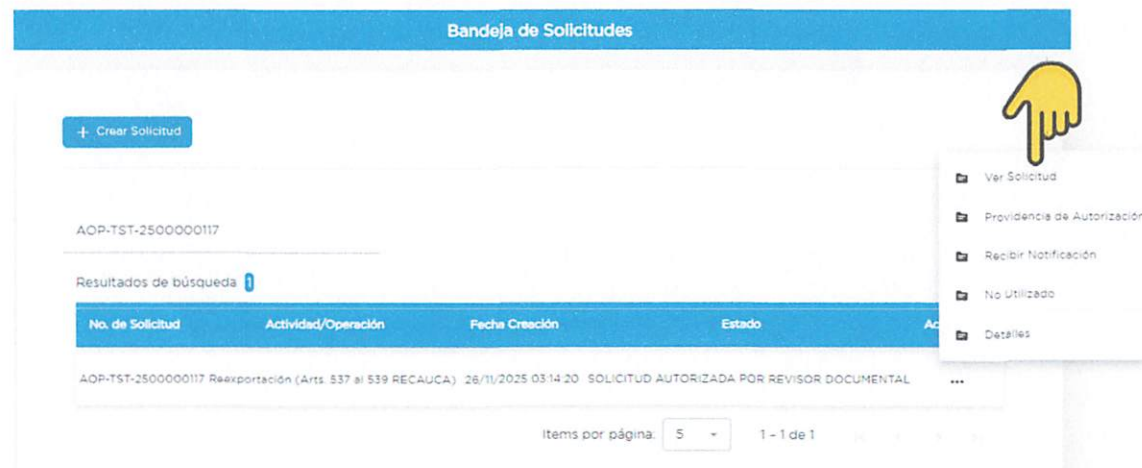 Bandeja de Solicitudes
+ Crear Solicitud
Ver Solicitud
Providencia de Autorización
Recibir Notificación
No Utilizado
Detalles
AOP-TST-2500000117
Resultados de búsqueda 1
No. de Solicitud Actividad/Operación Fecha Creación Estado Ac
AOP-TST-2500000117 Reexportación (Arts. 537 al 539 RECAUCA) 26/11/2025 03:14:20 SOLICITUD AUTORIZADA POR REVISOR DOCUMENTAL ...
Items por página: 5 1 - 1 de 1